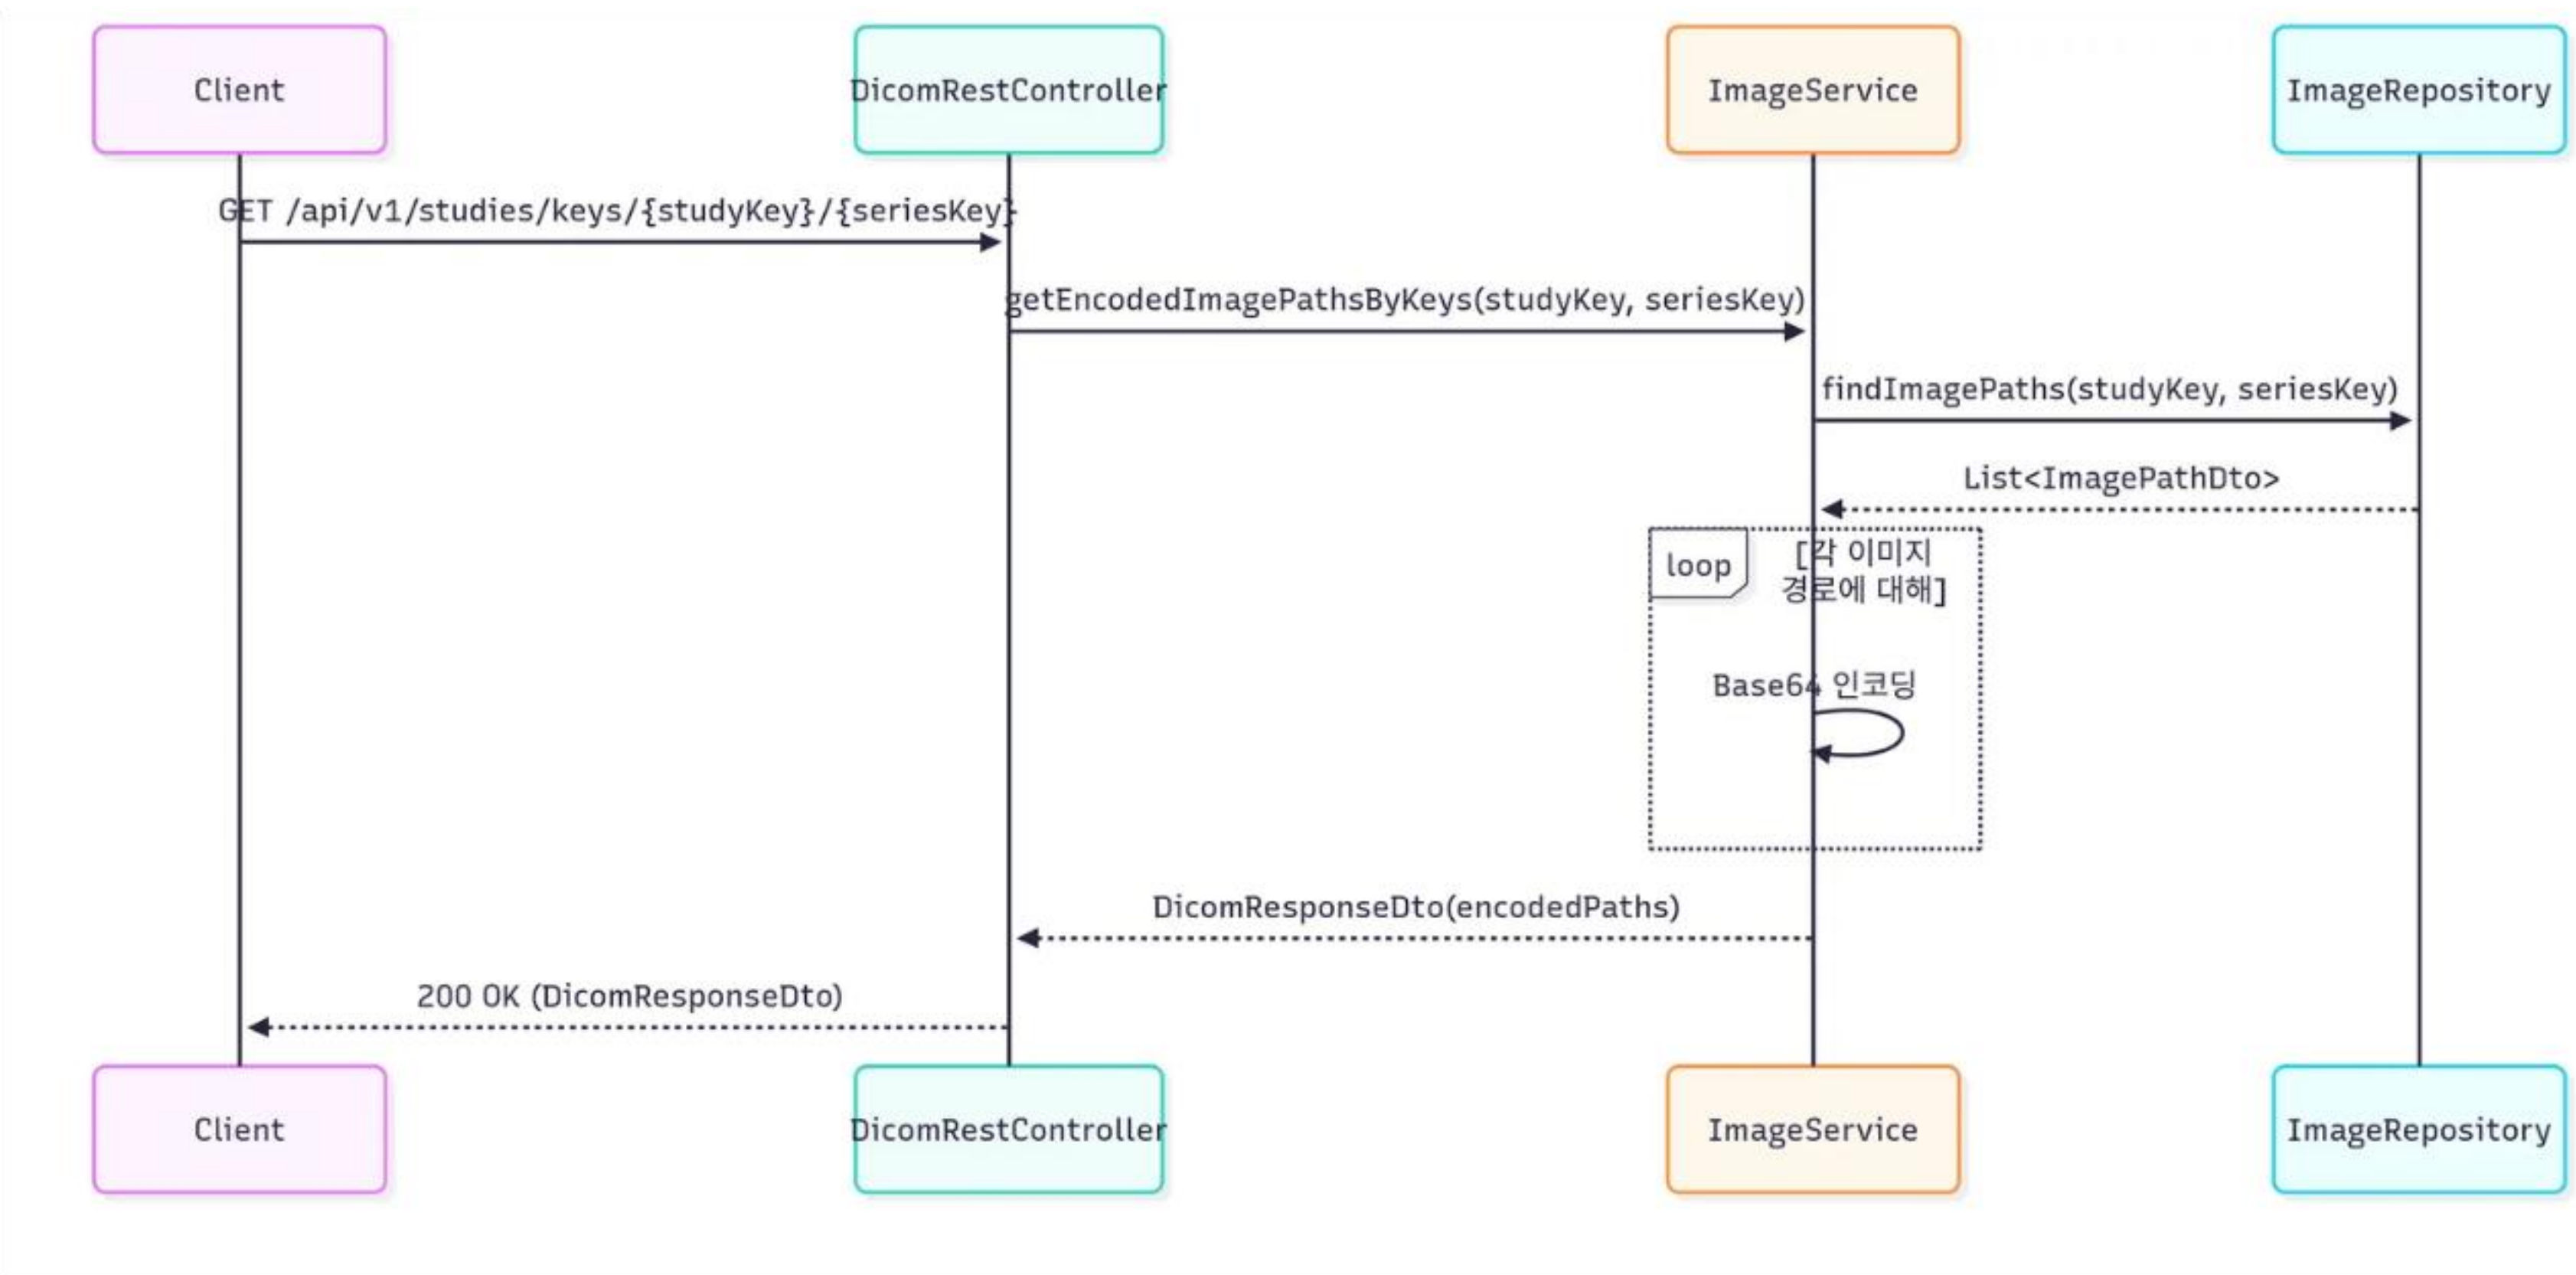 Client
DicomRestController
ImageService
ImageRepository
GET /api/v1/studies/keys/{studyKey}/{seriesKey}
getEncodedImagePathsByKeys(studyKey, seriesKey)
findImagePaths(studyKey, seriesKey)
List<ImagePathDto>
loop
[각 이미지
경로에 대해]
Base64 인코딩
DicomResponseDto(encodedPaths)
200 OK (DicomResponseDto)
Client
DicomRestController
ImageService
ImageRepository